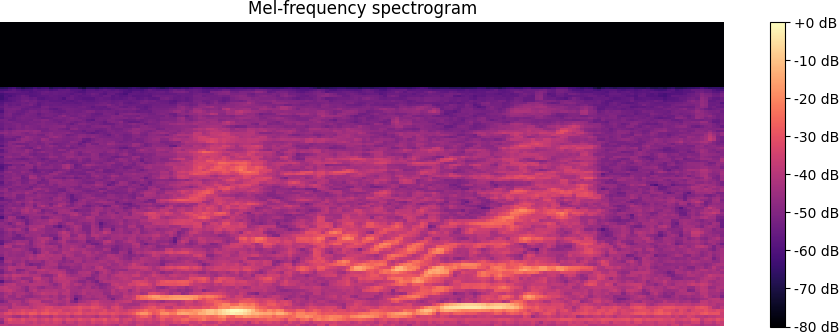 Mel-frequency spectrogram
+0 dB
-10 dB
-20 dB
-30 dB
-40 dB
-50 dB
-60 dB
-70 dB
-80 dB